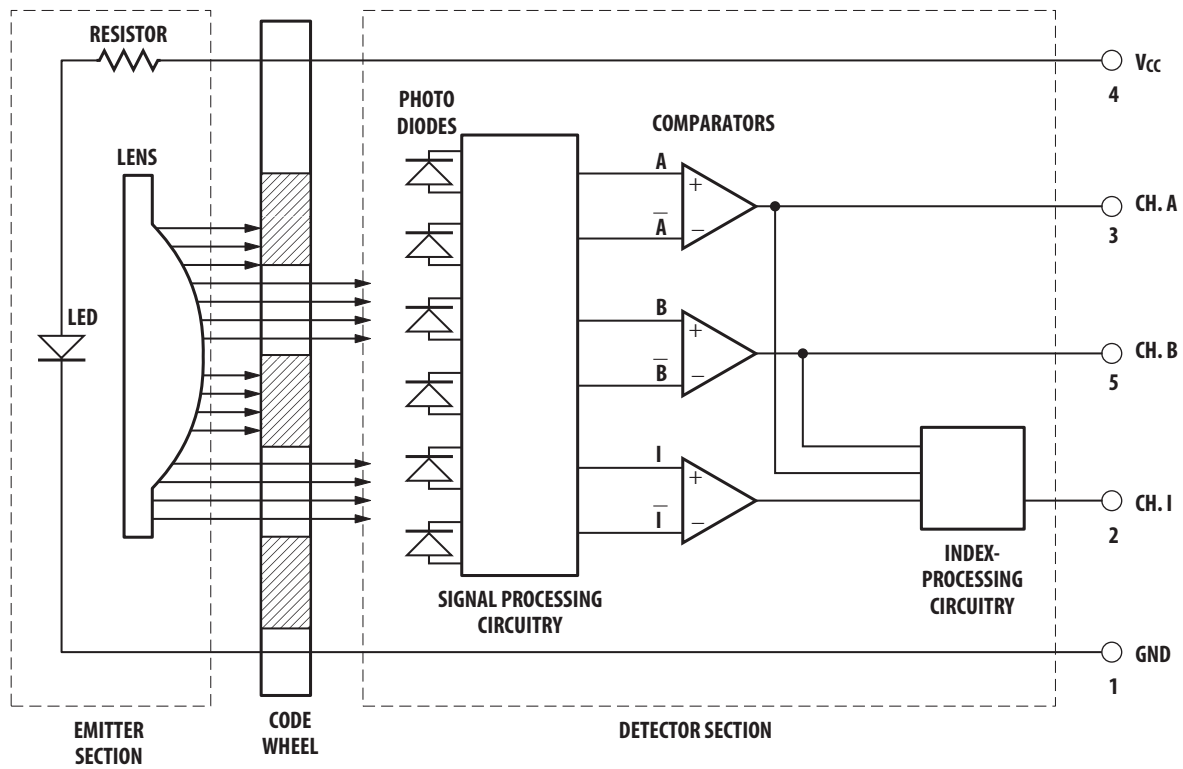 RESISTOR
LENS
LED
EMITTER
SECTION
CODE
WHEEL
PHOTO
DIODES
COMPARATORS
A
+
A̅
−
B
+
B̅
−
I
+
I̅
−
SIGNAL PROCESSING
CIRCUITRY
INDEX-
PROCESSING
CIRCUITRY
DETECTOR SECTION
VCC
4
CH. A
3
CH. B
5
CH. I
2
GND
1